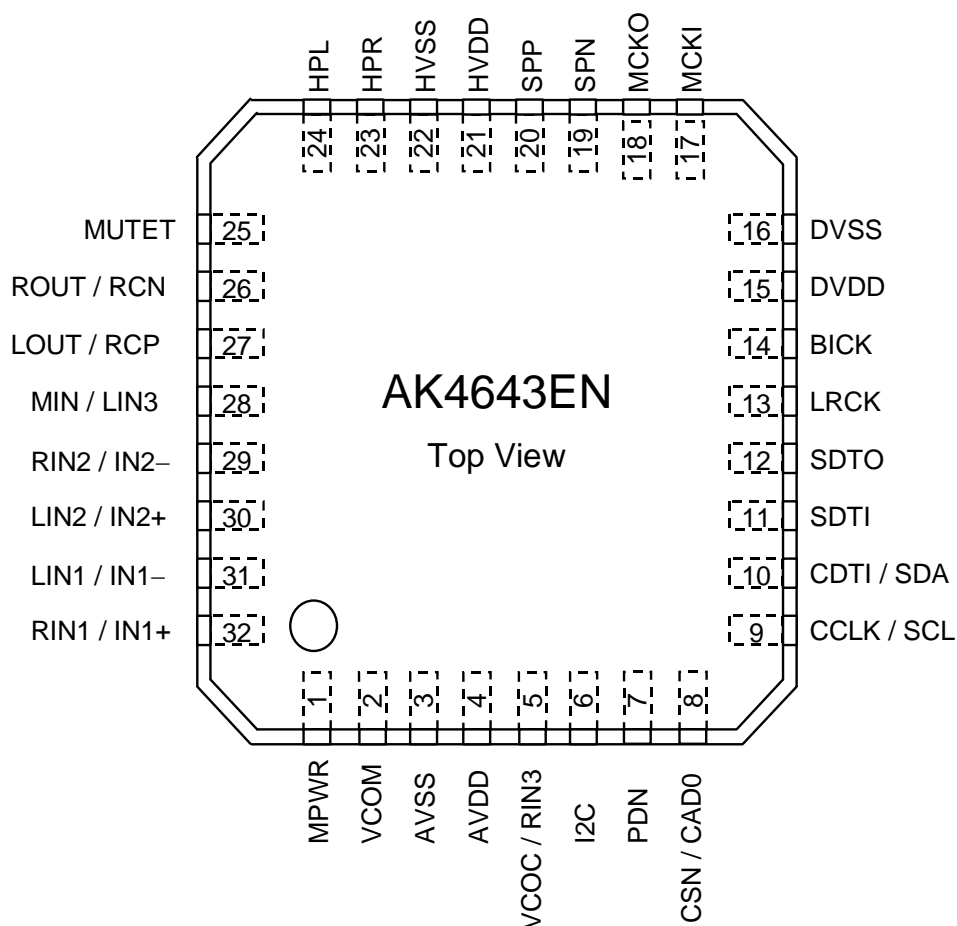 HPL
HPR
HVSS
HVDD
SPP
SPN
MCKO
MCKI
24
23
22
21
20
19
18
17
MUTET 25
ROUT / RCN 26
LOUT / RCP 27
MIN / LIN3 28
RIN2 / IN2− 29
LIN2 / IN2+ 30
LIN1 / IN1− 31
RIN1 / IN1+ 32
AK4643EN
Top View
16 DVSS
15 DVDD
14 BICK
13 LRCK
12 SDTO
11 SDTI
10 CDTI / SDA
9 CCLK / SCL
1
2
3
4
5
6
7
8
MPWR
VCOM
AVSS
AVDD
VCOC / RIN3
I2C
PDN
CSN / CAD0